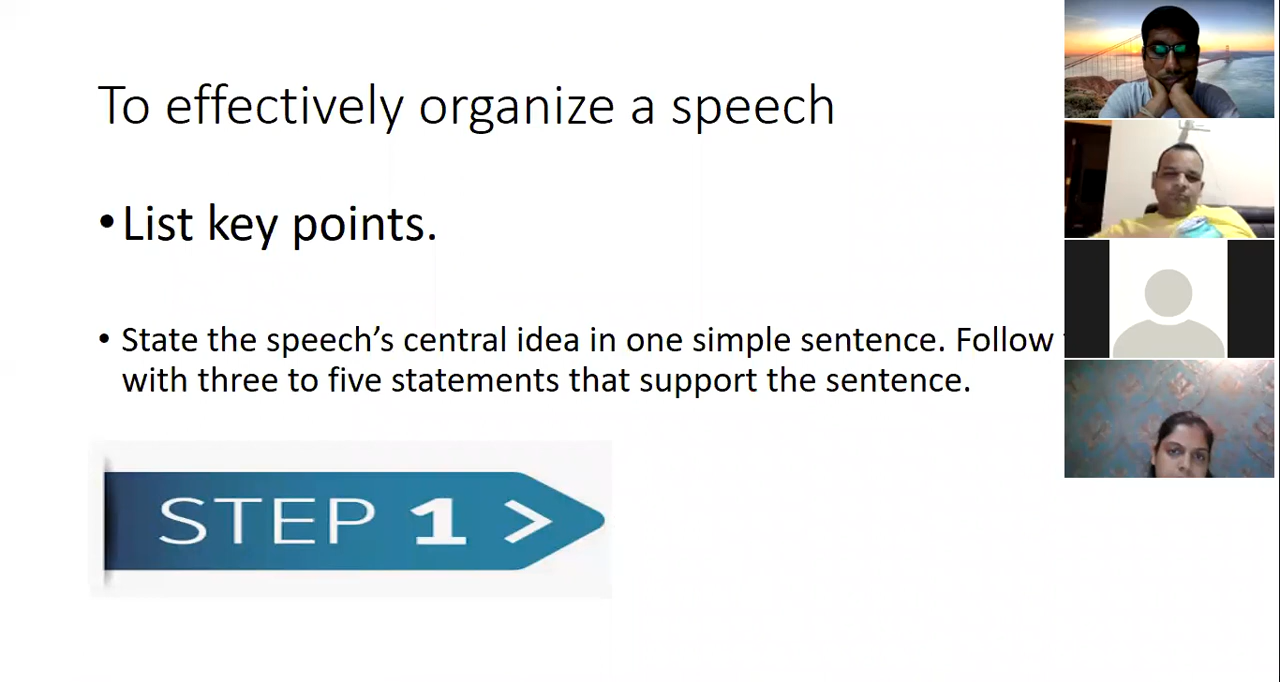 To effectively organize a speech
•List key points.
• State the speech’s central idea in one simple sentence. Follow
with three to five statements that support the sentence.
STEP 1 >